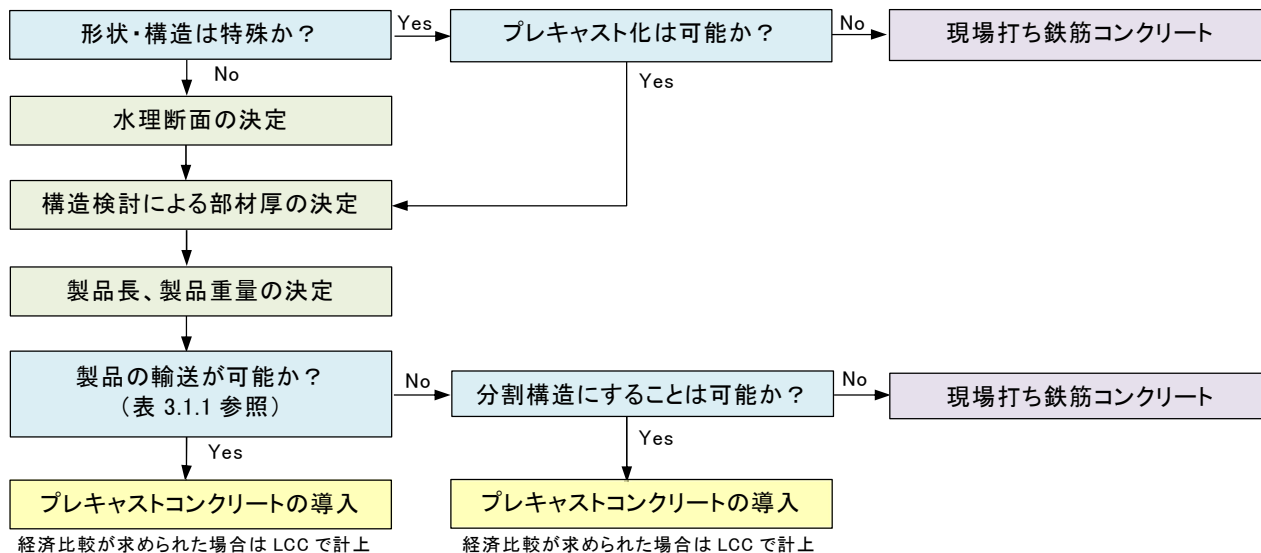 形状・構造は特殊か？
Yes
プレキャスト化は可能か？
No
現場打ち鉄筋コンクリート
No
Yes
水理断面の決定
構造検討による部材厚の決定
製品長、製品重量の決定
製品の輸送が可能か？
（表 3.1.1 参照）
No
分割構造にすることは可能か？
No
現場打ち鉄筋コンクリート
Yes
Yes
プレキャストコンクリートの導入
プレキャストコンクリートの導入
経済比較が求められた場合は LCC で計上
経済比較が求められた場合は LCC で計上